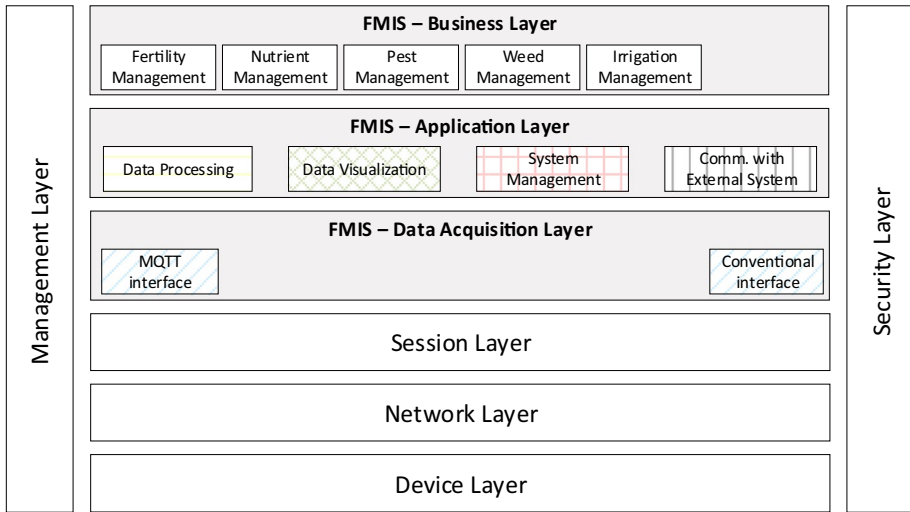 Management Layer
FMIS – Business Layer
Fertility
Management
Nutrient
Management
Pest
Management
Weed
Management
Irrigation
Management
FMIS – Application Layer
Data Processing
Data Visualization
System
Management
Comm. with
External System
FMIS – Data Acquisition Layer
MQTT
interface
Conventional
interface
Session Layer
Network Layer
Device Layer
Security Layer